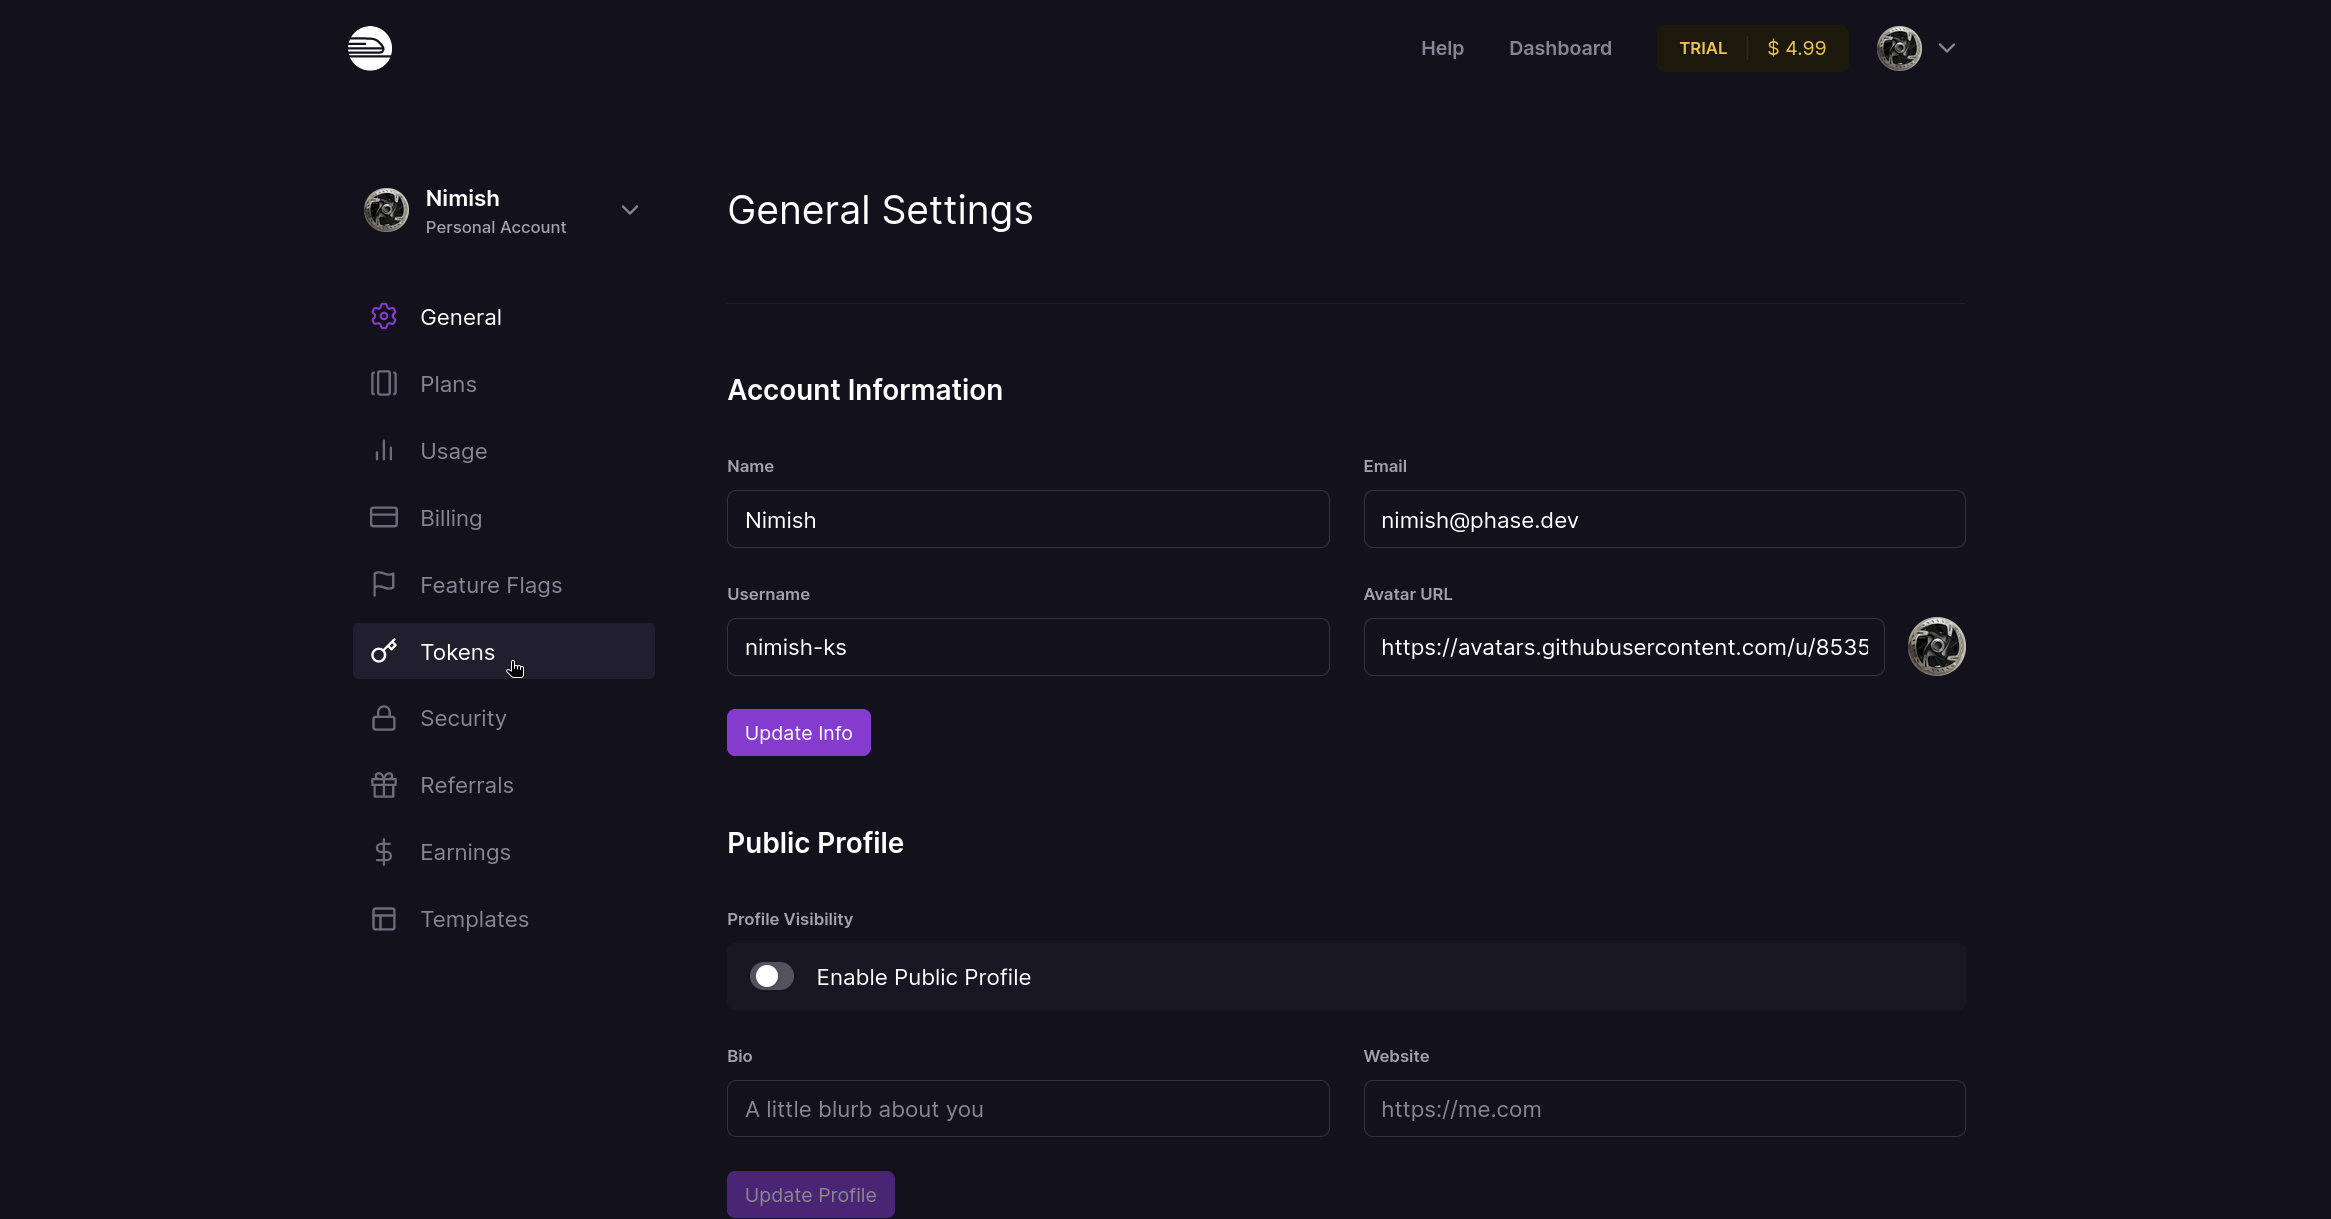 Help
Dashboard
TRIAL
$ 4.99
Nimish
Personal Account
General
Plans
Usage
Billing
Feature Flags
Tokens
Security
Referrals
Earnings
Templates
General Settings
Account Information
Name
Nimish
Email
nimish@phase.dev
Username
nimish-ks
Avatar URL
https://avatars.githubusercontent.com/u/8535
Update Info
Public Profile
Profile Visibility
Enable Public Profile
Bio
A little blurb about you
Website
https://me.com
Update Profile